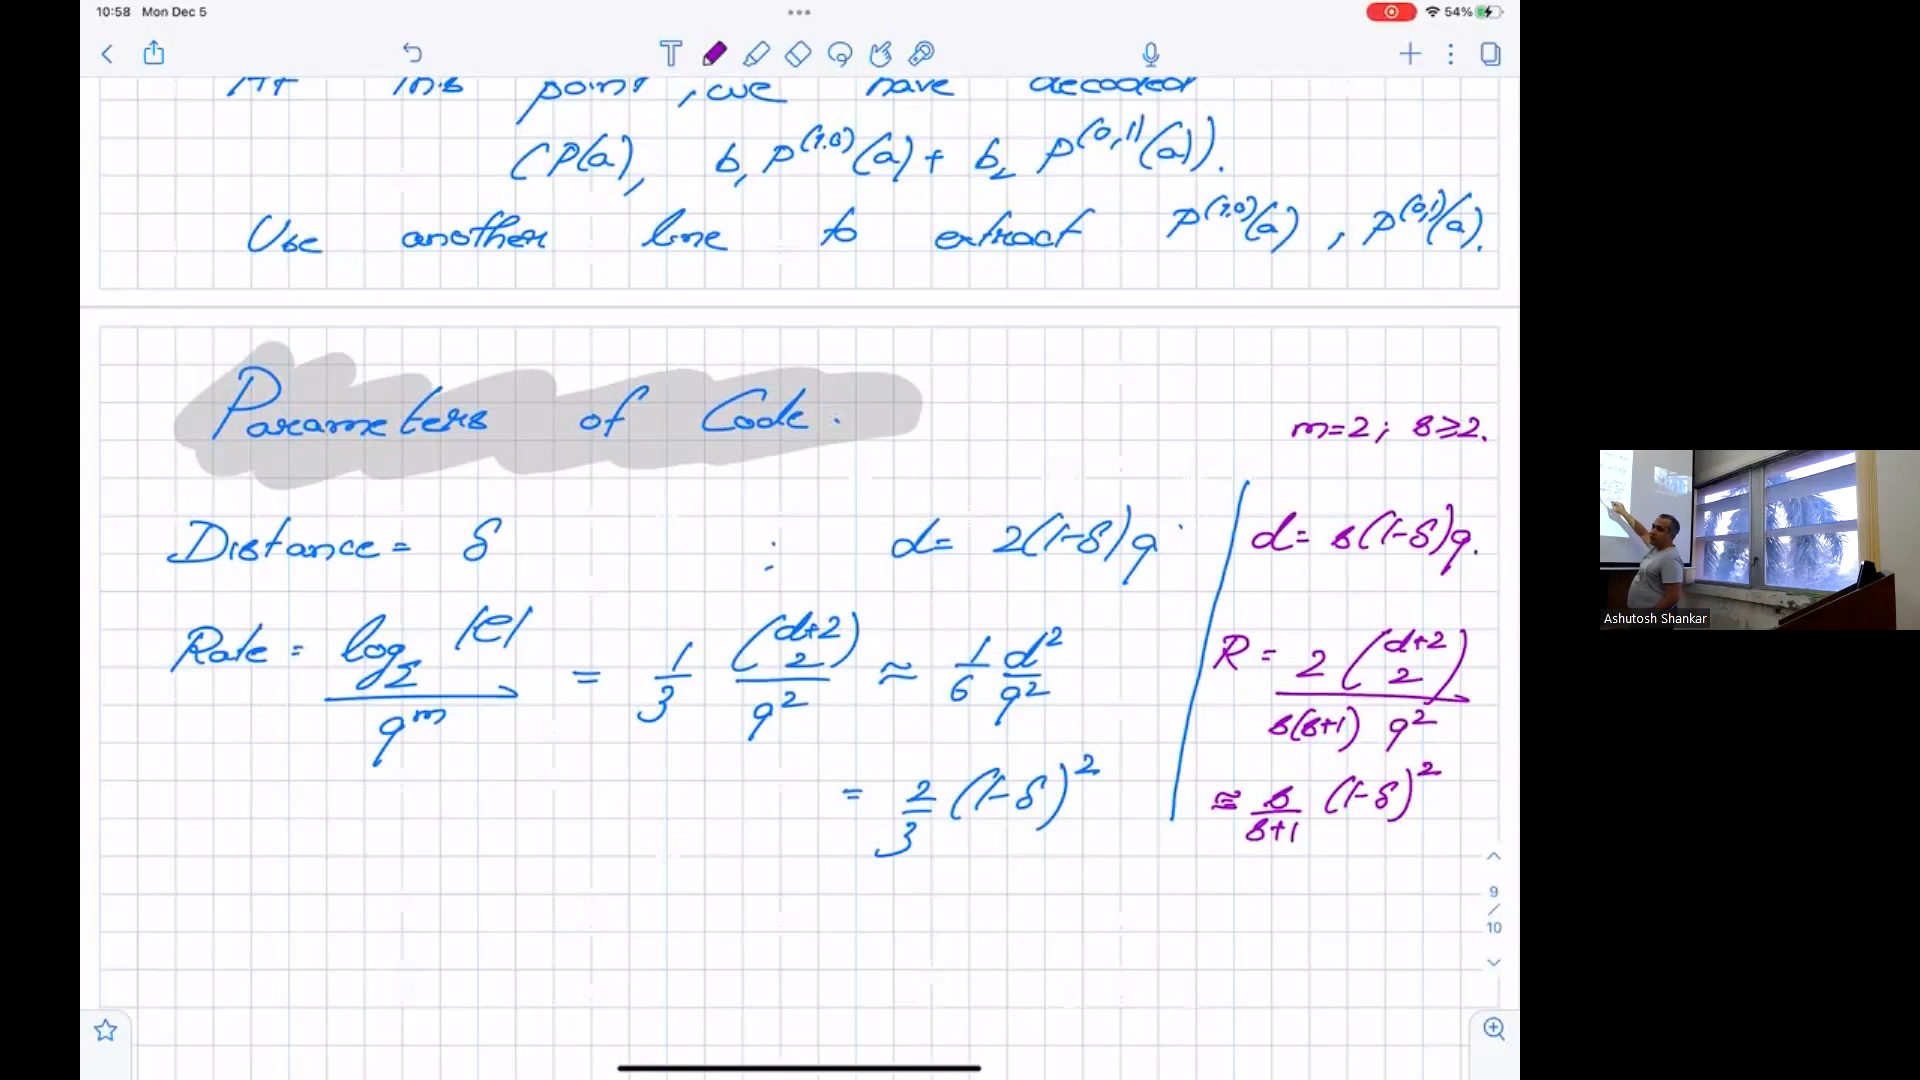 10:58 Mon Dec 5
54%
At this point, we have decoded
(P(a), b₁ P^(1,0)(a) + b₂ P^(0,1)(a)).
Use another line to extract P^(1,0)(a), P^(0,1)(a).
Parameters of Code.
m=2; s≥2.
Distance = δ : d = 2(1-δ)q
d = s(1-δ)q.
Rate = log_Σ |C| / q^m = 1/3 (d+2 choose 2) / q² ≈ 1/6 d²/q²
= 2/3 (1-δ)²
R = 2 (d+2 choose 2) / s(s+1) q²
≅ s/s+1 (1-δ)²
9
/
10
Ashutosh Shankar